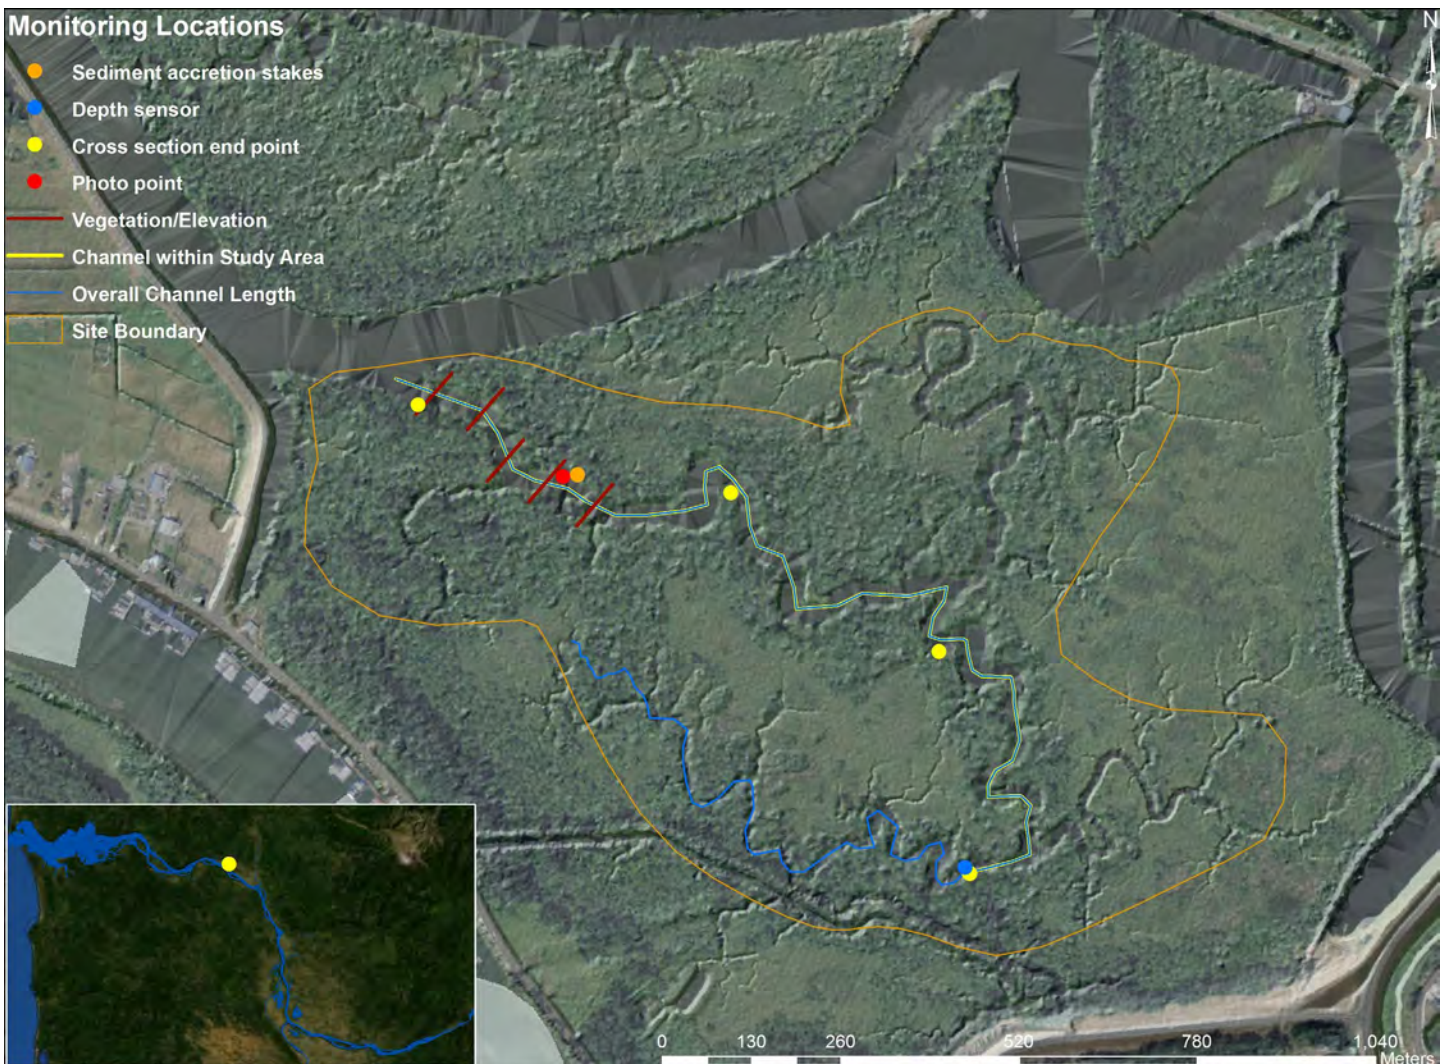 Monitoring Locations
Sediment accretion stakes
Depth sensor
Cross section end point
Photo point
Vegetation/Elevation
Channel within Study Area
Overall Channel Length
Site Boundary
N
0 130 260 520 780 1,040
Meters